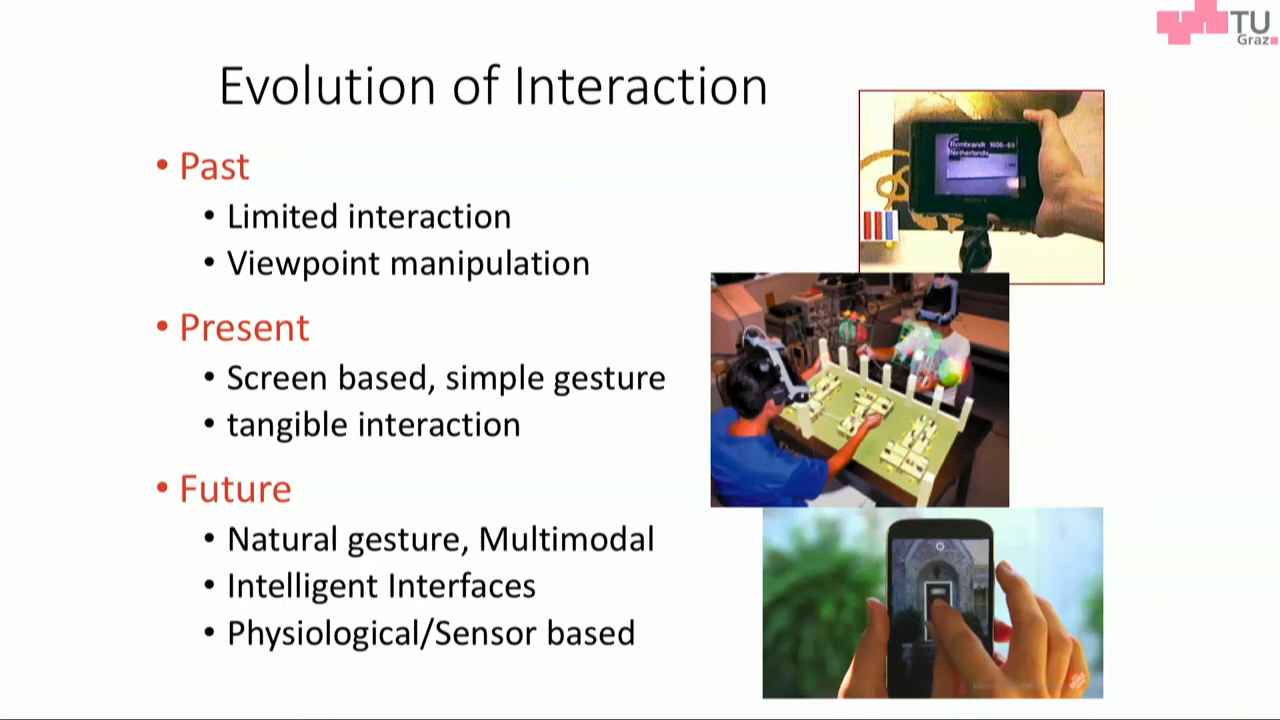 TU
Graz
Evolution of Interaction
• Past
• Limited interaction
• Viewpoint manipulation
• Present
• Screen based, simple gesture
• tangible interaction
• Future
• Natural gesture, Multimodal
• Intelligent Interfaces
• Physiological/Sensor based
Rembrandt 1606-69
Netherlands
SONY